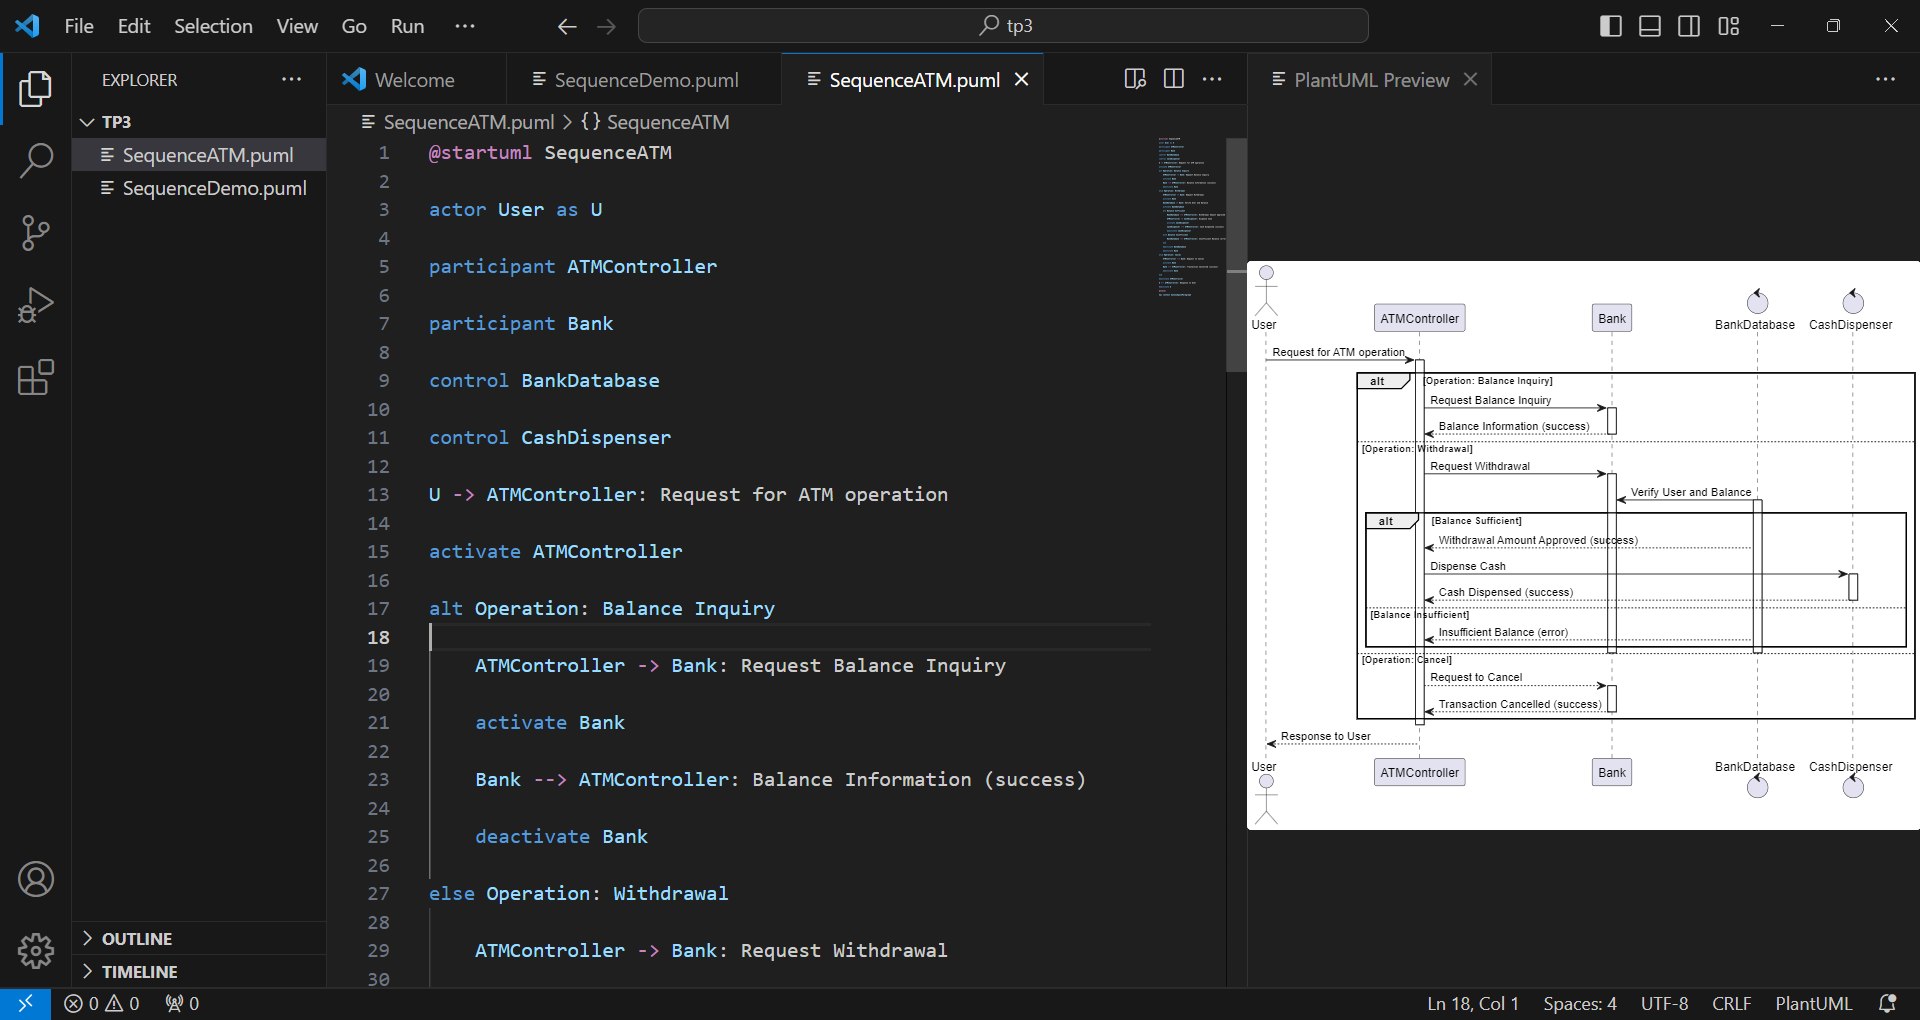 File Edit Selection View Go Run ···
tp3
EXPLORER
TP3
SequenceATM.puml
SequenceDemo.puml
OUTLINE
TIMELINE
Welcome
SequenceDemo.puml
SequenceATM.puml
SequenceATM.puml > {} SequenceATM
1 @startuml SequenceATM
2
3 actor User as U
4
5 participant ATMController
6
7 participant Bank
8
9 control BankDatabase
10
11 control CashDispenser
12
13 U -> ATMController: Request for ATM operation
14
15 activate ATMController
16
17 alt Operation: Balance Inquiry
18
19 ATMController -> Bank: Request Balance Inquiry
20
21 activate Bank
22
23 Bank --> ATMController: Balance Information (success)
24
25 deactivate Bank
26
27 else Operation: Withdrawal
28
29 ATMController -> Bank: Request Withdrawal
30
PlantUML Preview
User
ATMController
Bank
BankDatabase
CashDispenser
Request for ATM operation
alt [Operation: Balance Inquiry]
Request Balance Inquiry
Balance Information (success)
[Operation: Withdrawal]
Request Withdrawal
Verify User and Balance
alt [Balance Sufficient]
Withdrawal Amount Approved (success)
Dispense Cash
Cash Dispensed (success)
[Balance Insufficient]
Insufficient Balance (error)
[Operation: Cancel]
Request to Cancel
Transaction Cancelled (success)
Response to User
User
ATMController
Bank
BankDatabase
CashDispenser
0 0 0
Ln 18, Col 1 Spaces: 4 UTF-8 CRLF PlantUML